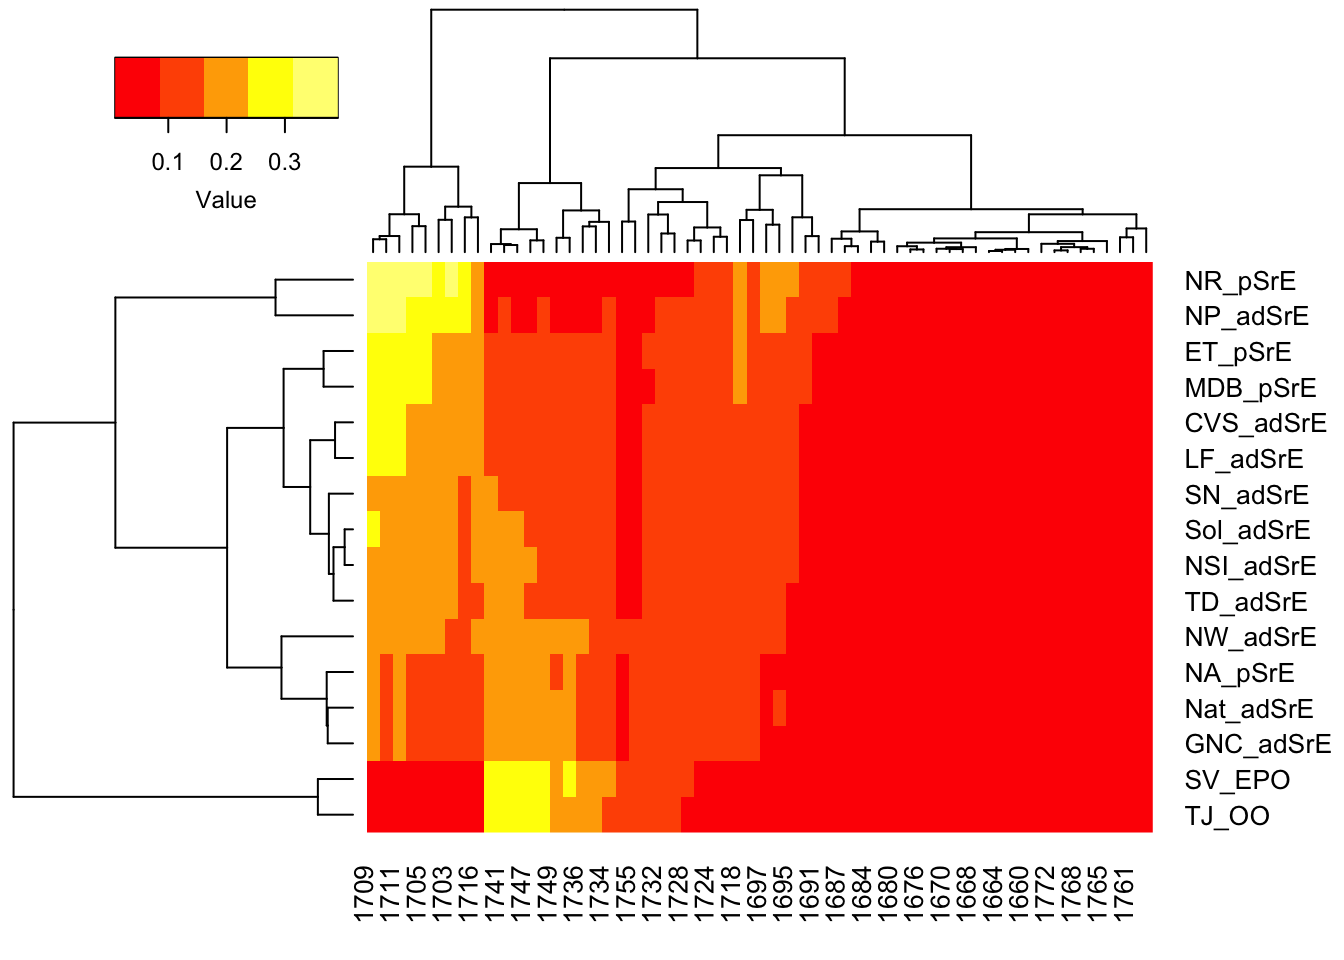 0.1 0.2 0.3
Value
NR_pSrE
NP_adSrE
ET_pSrE
MDB_pSrE
CVS_adSrE
LF_adSrE
SN_adSrE
Sol_adSrE
NSI_adSrE
TD_adSrE
NW_adSrE
NA_pSrE
Nat_adSrE
GNC_adSrE
SV_EPO
TJ_OO
1709
1711
1705
1703
1716
1741
1747
1749
1736
1734
1755
1732
1728
1724
1718
1697
1695
1691
1687
1684
1680
1676
1670
1668
1664
1660
1772
1768
1765
1761